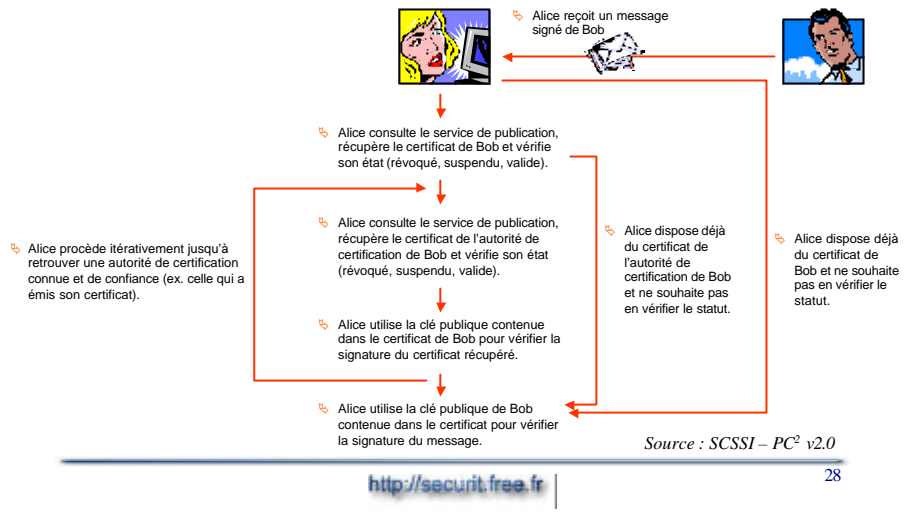 Alice reçoit un message
signé de Bob
Alice consulte le service de publication,
récupère le certificat de Bob et vérifie
son état (révoqué, suspendu, valide).
Alice procède itérativement jusqu'à
retrouver une autorité de certification
connue et de confiance (ex. celle qui a
émis son certificat).
Alice consulte le service de publication,
récupère le certificat de l'autorité de
certification de Bob et vérifie son état
(révoqué, suspendu, valide).
Alice dispose déjà
du certificat de
l'autorité de
certification de Bob
et ne souhaite pas
en vérifier le statut.
Alice dispose déjà
du certificat de
Bob et ne souhaite
pas en vérifier le
statut.
Alice utilise la clé publique contenue
dans le certificat de Bob pour vérifier la
signature du certificat récupéré.
Alice utilise la clé publique de Bob
contenue dans le certificat pour vérifier
la signature du message.
Source : SCSSI – PC² v2.0
28
http://securit.free.fr